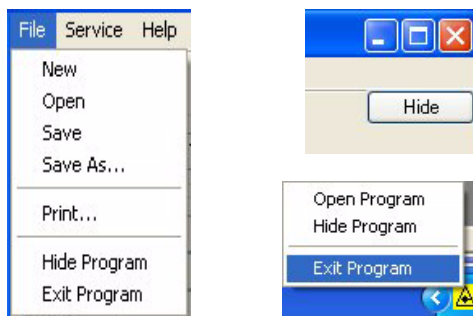 File Service Help
New
Open
Save
Save As...
Print...
Hide Program
Exit Program
Hide
Open Program
Hide Program
Exit Program